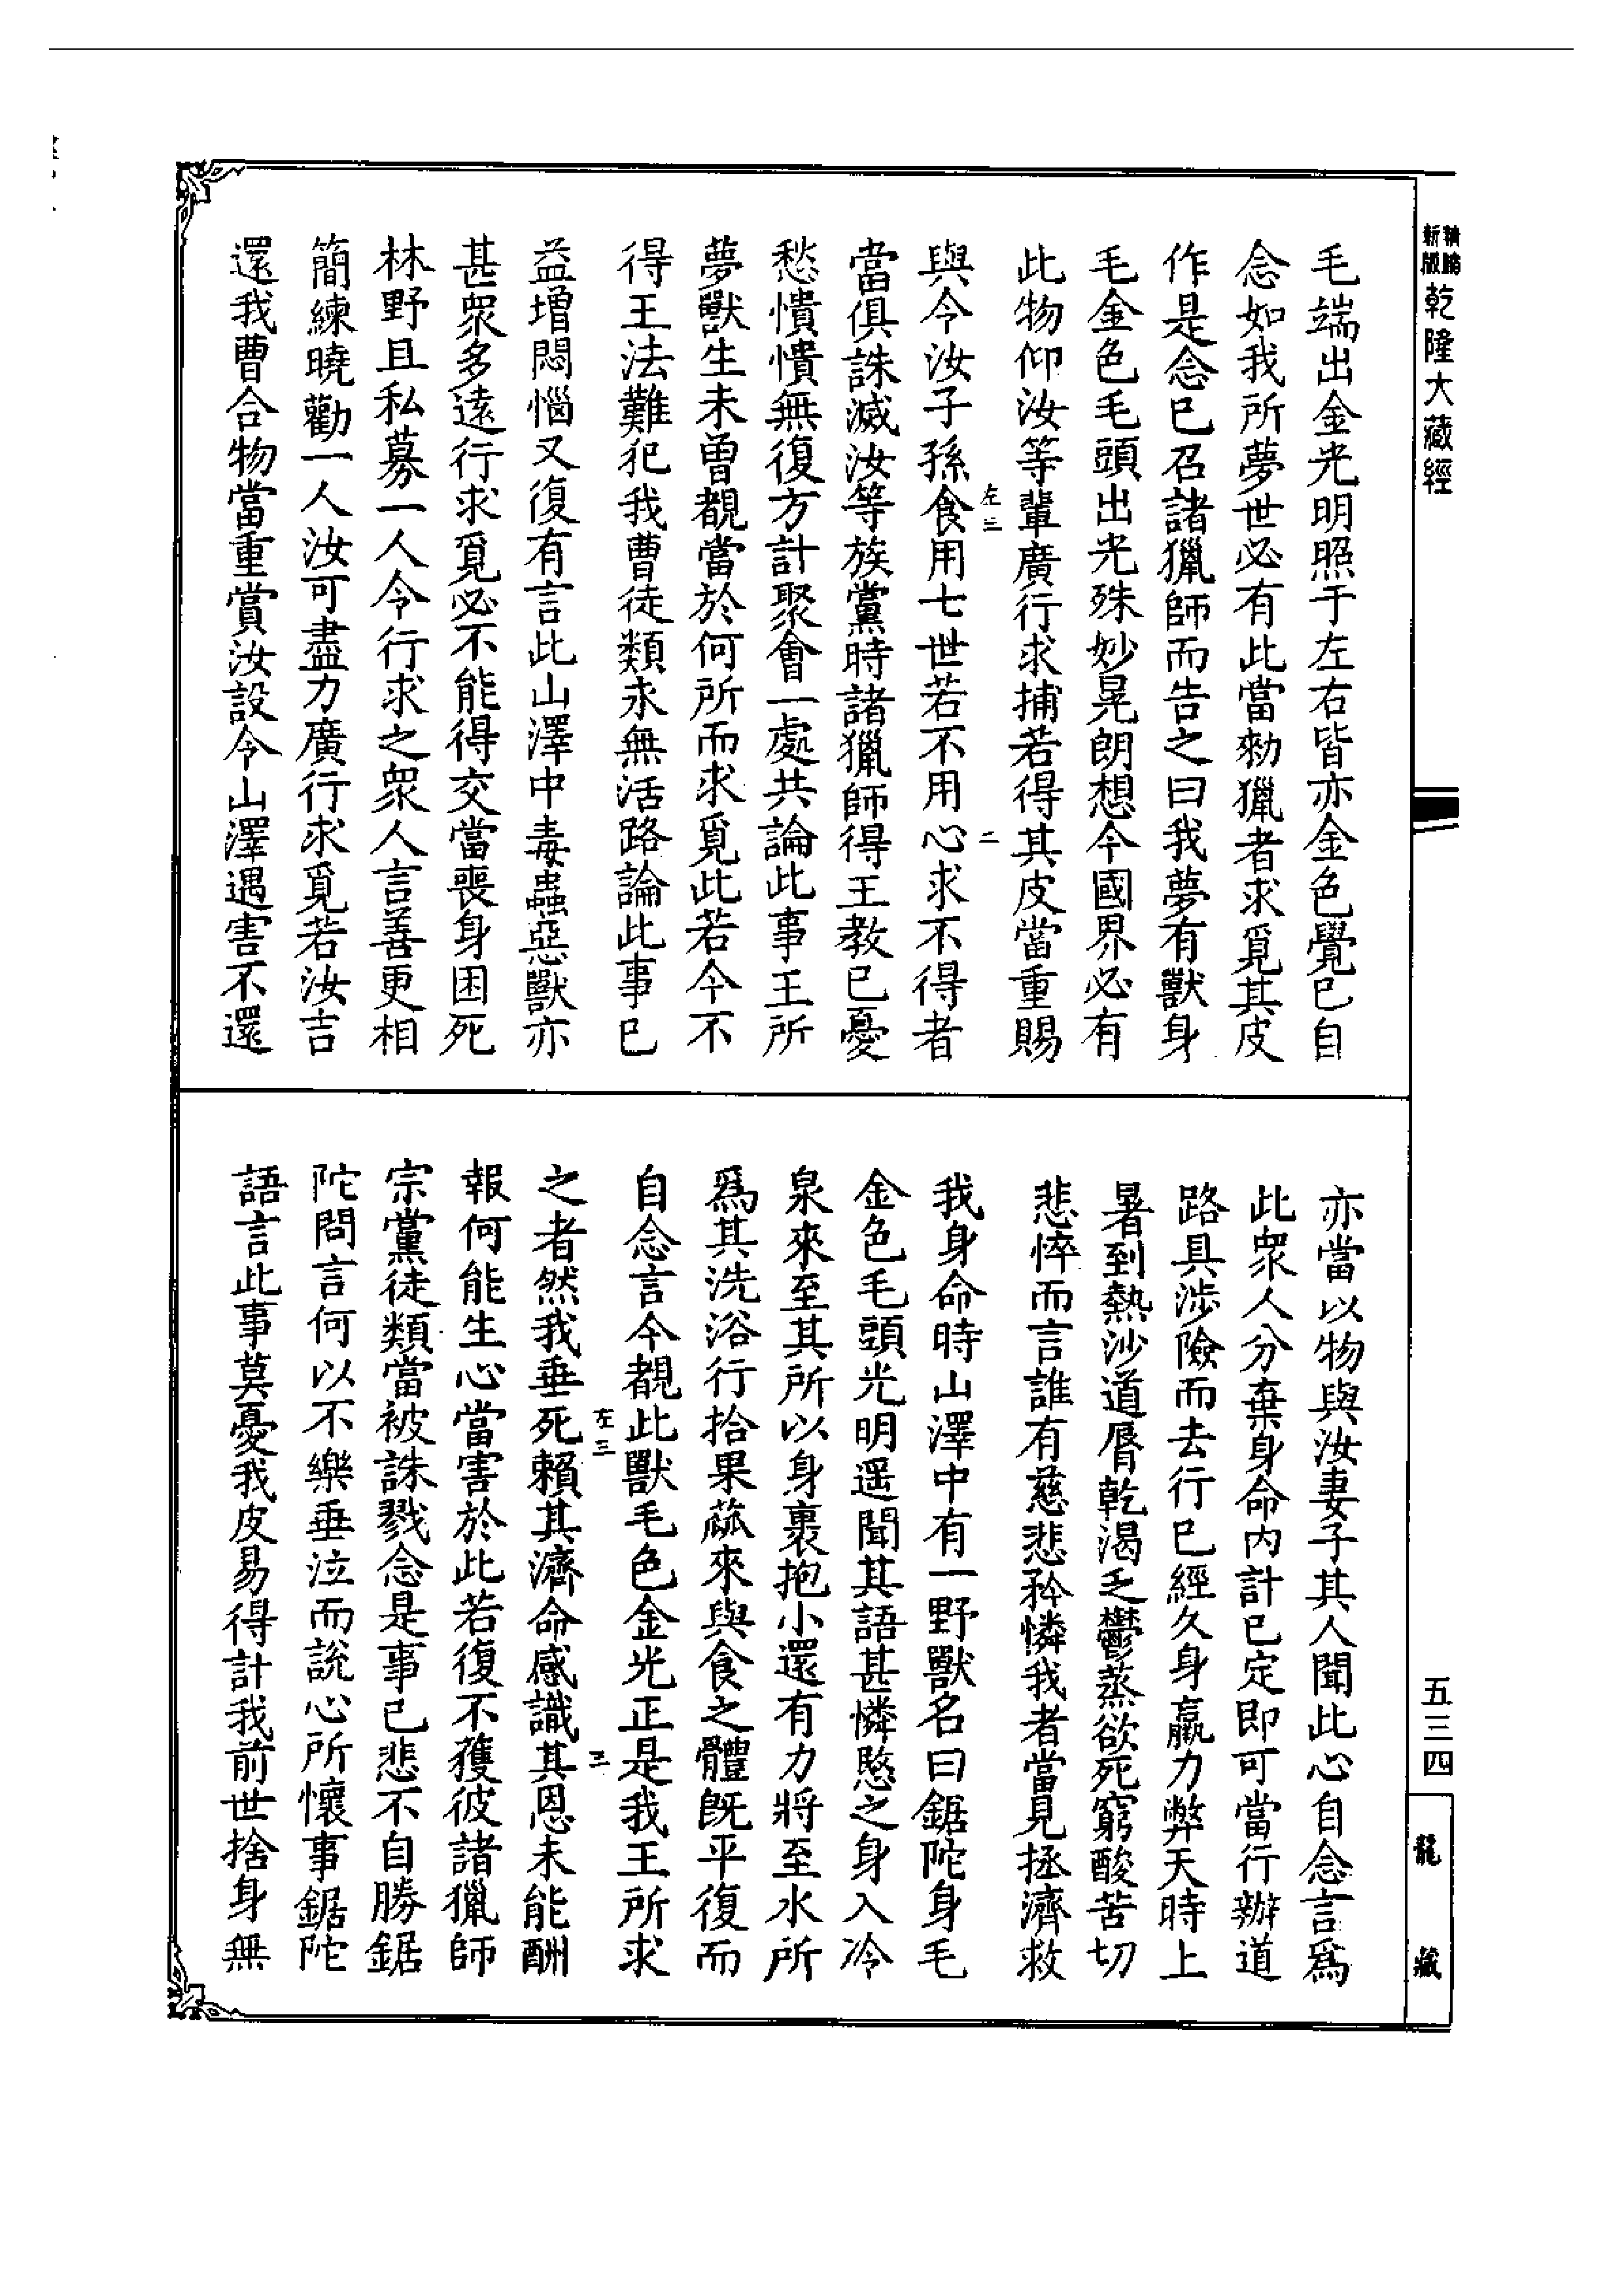 新版
乾隆大藏經
毛端出金光明照于左右皆亦金色覺已自
念如我所夢世必有此當勑獵者求覓其皮
作是念已召諸獵師而告之曰我夢有獸身
毛金色毛頭出光殊妙晃朗想今國界必有
此物仰汝等輩廣行求捕若得其皮當重賜
左三
二
與今汝子孫食用七世若不用心求不得者
當俱誅滅汝等族黨時諸獵師得王教已憂
愁憒憒無復方計聚會一處共論此事王所
夢獸生未曾覩當於何所而求覓此若今不
得王法難犯我曹徒類永無活路論此事已
益增悶惱又復有言此山澤中毒蟲惡獸亦
甚衆多遠行求覓必不能得交當喪身困死
林野且私募一人令行求之衆人言善更相
簡練曉勸一人汝可盡力廣行求覓若汝吉
還我曹合物當重賞汝設令山澤遇害不還
亦當以物與汝妻子其人聞此心自念言爲
此衆人分棄身命內計已定即可當行辦道
路具涉險而去行已經久身羸力弊天時上
暑到熱沙道脣乾渴乏鬱蒸欲死窮酸苦切
悲悴而言誰有慈悲矜憐我者當見拯濟救
我身命時山澤中有一野獸名曰鋸陀身毛
金色毛頭光明遥聞其語甚憐愍之身入冷
泉來至其所以身裹抱小還有力將至水所
爲其洗浴行拾果蓏來與食之體旣平復而
自念言今覩此獸毛色金光正是我王所求
左三
三
之者然我垂死賴其濟命感識其恩未能酬
報何能生心當害於此若復不獲彼諸獵師
宗黨徒類當被誅戮念是事已悲不自勝鋸
陀問言何以不樂垂泣而說心所懷事鋸陀
語言此事莫憂我皮易得計我前世捨身無
五三四
龍藏